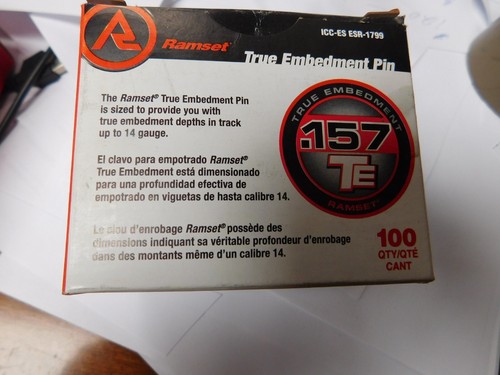 ICC-ES ESR-1799
Ramset®
True Embedment Pin
The Ramset® True Embedment Pin
is sized to provide you with
true embedment depths in track
up to 14 gauge.
El clavo para empotrado Ramset®
True Embedment está dimensionado
para una profundidad efectiva de
empotrado en viguetas de hasta calibre 14.
Le clou d'enrobage Ramset® possède des
dimensions indiquant sa véritable profondeur d'enrobage
dans des montants même d'un calibre 14.
TRUE EMBEDMENT
.157
TE
RAMSET®
100
QTY/QTÉ
CANT